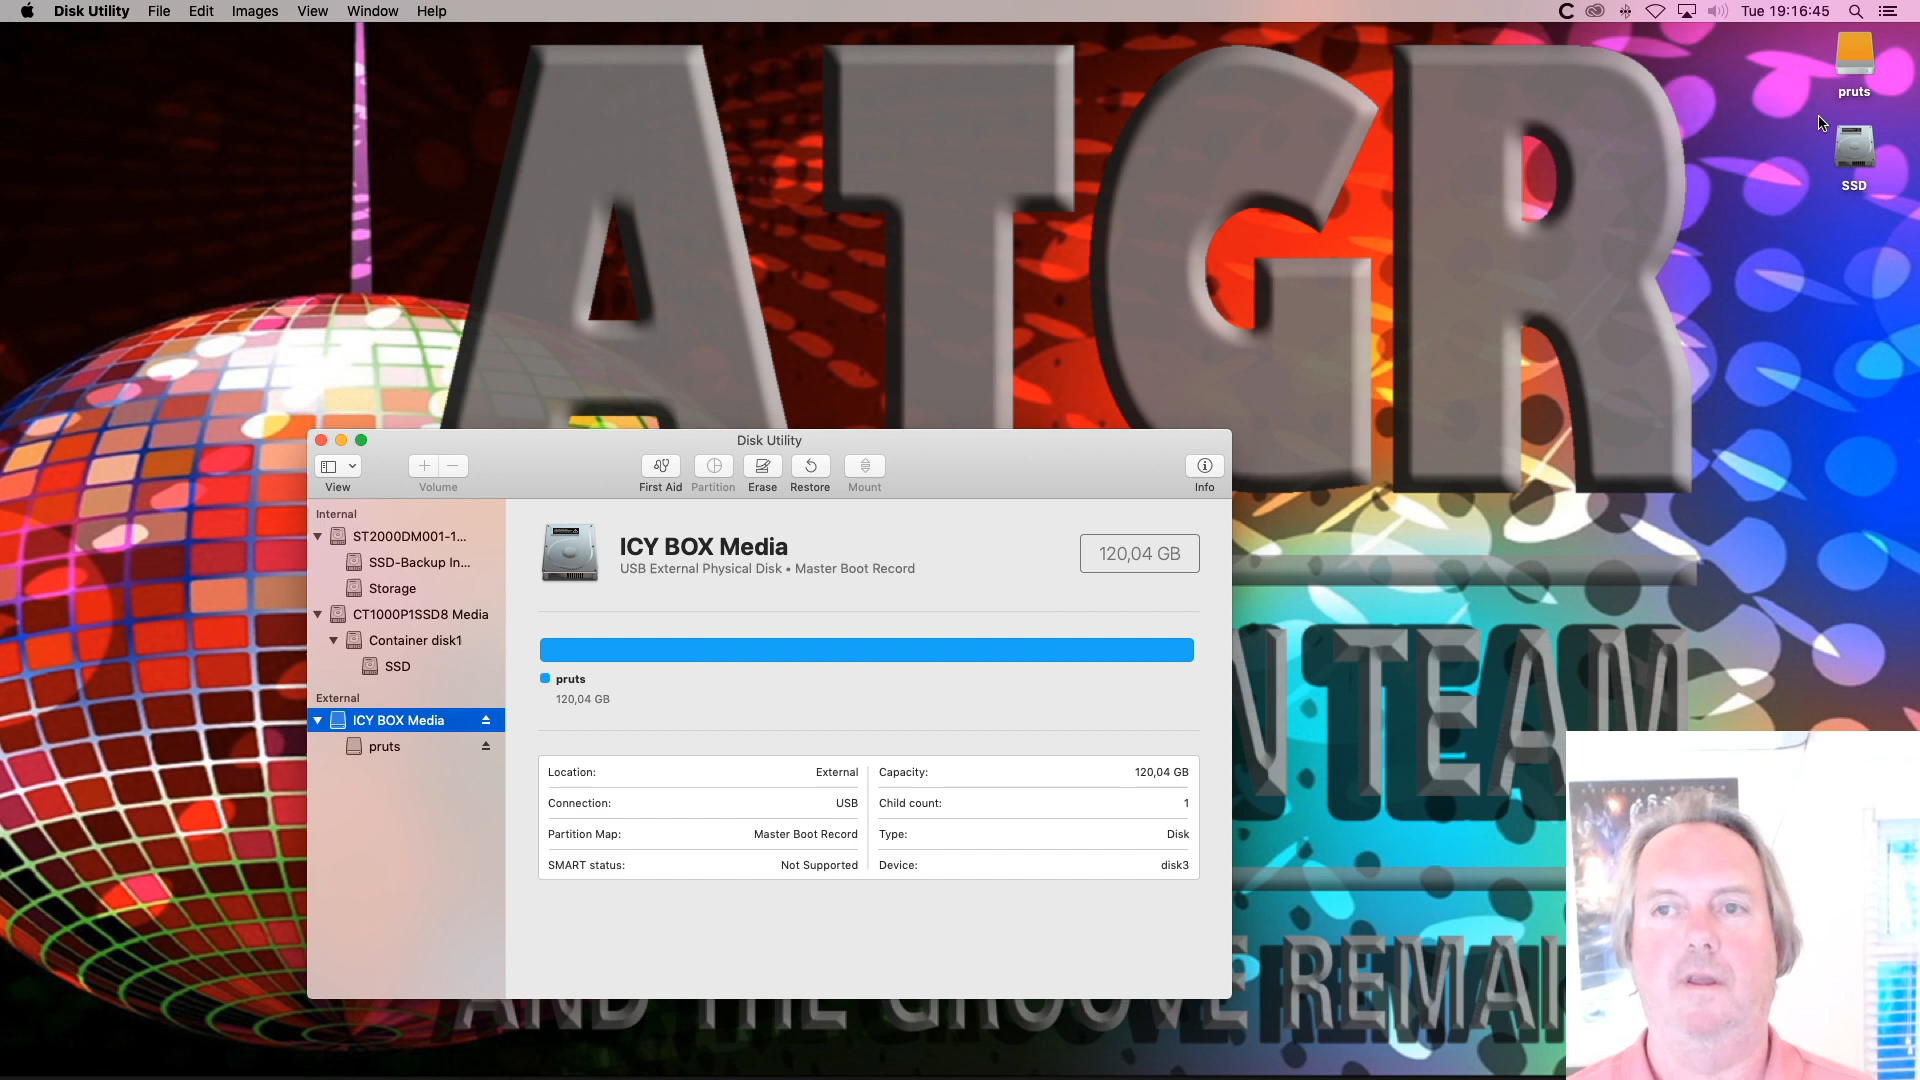 Disk Utility File Edit Images View Window Help Tue 19:16:45
pruts
SSD
ATGR
Disk Utility
View Volume First Aid Partition Erase Restore Mount Info
Internal
ST2000DM001-1...
SSD-Backup In...
Storage
CT1000P1SSD8 Media
Container disk1
SSD
External
ICY BOX Media
pruts
ICY BOX Media
USB External Physical Disk • Master Boot Record
120,04 GB
pruts
120,04 GB
Location: External
Connection: USB
Partition Map: Master Boot Record
SMART status: Not Supported
Capacity: 120,04 GB
Child count: 1
Type: Disk
Device: disk3
N TEAM
AND THE GROOVE REMAI